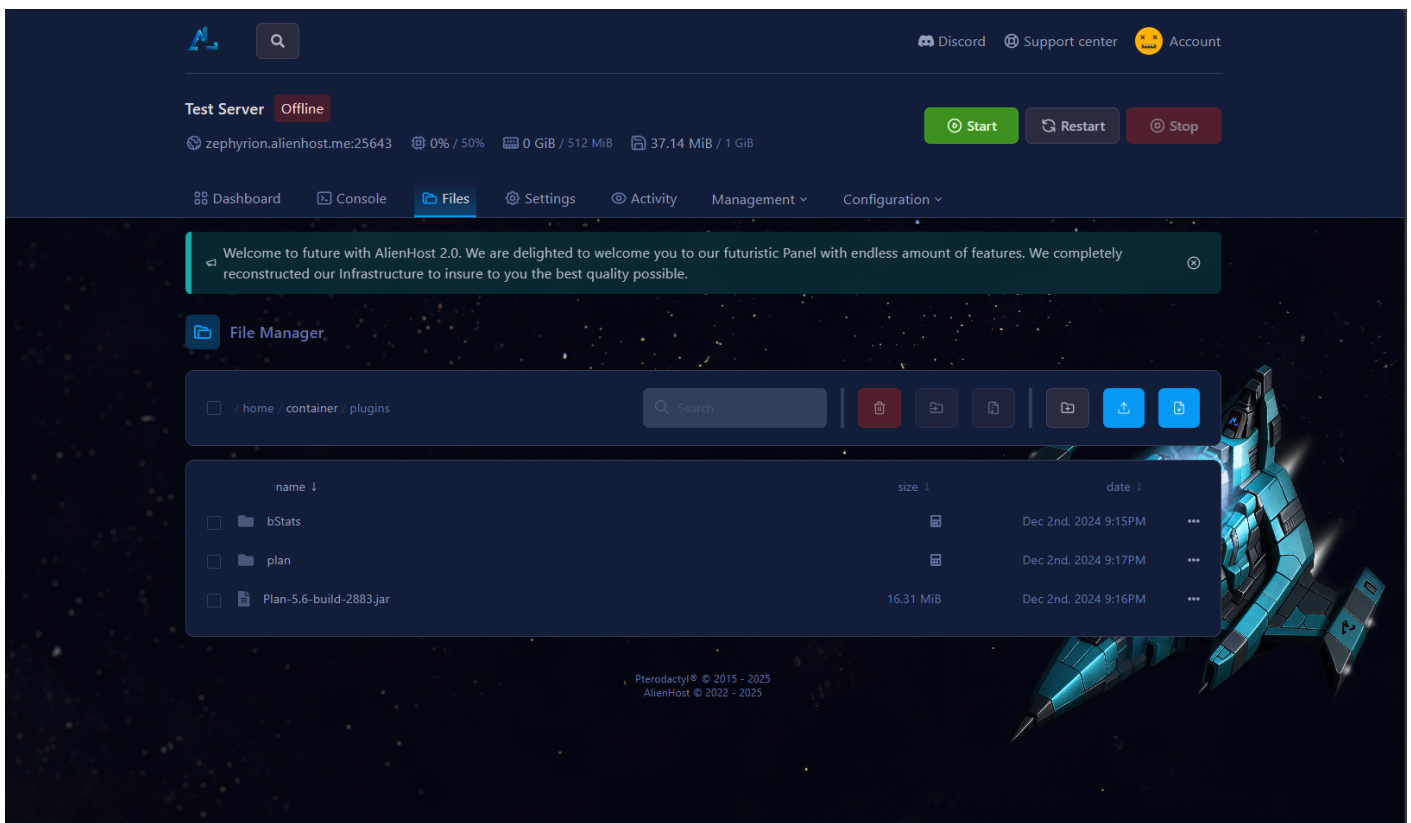 Discord Support center Account
Test Server Offline
Start Restart Stop
zephyrion.alienhost.me:25643 0% / 50% 0 GiB / 512 MiB 37.14 MiB / 1 GiB
Dashboard Console Files Settings Activity Management Configuration
Welcome to future with AlienHost 2.0. We are delighted to welcome you to our futuristic Panel with endless amount of features. We completely
reconstructed our Infrastructure to insure to you the best quality possible.
File Manager
/ home / container / plugins Search
name ↓ size ↓ date ↓
bStats Dec 2nd, 2024 9:15PM
plan Dec 2nd, 2024 9:17PM
Plan-5.6-build-2883.jar 16.31 MiB Dec 2nd, 2024 9:16PM
Pterodactyl® © 2015 - 2025
AlienHost © 2022 - 2025